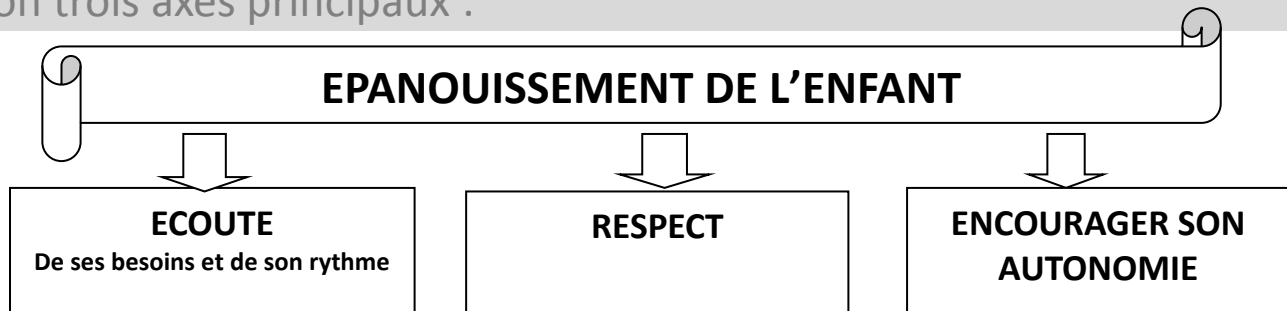 on trois axes principaux :
EPANOUISSEMENT DE L’ENFANT
ECOUTE
De ses besoins et de son rythme
RESPECT
ENCOURAGER SON
AUTONOMIE